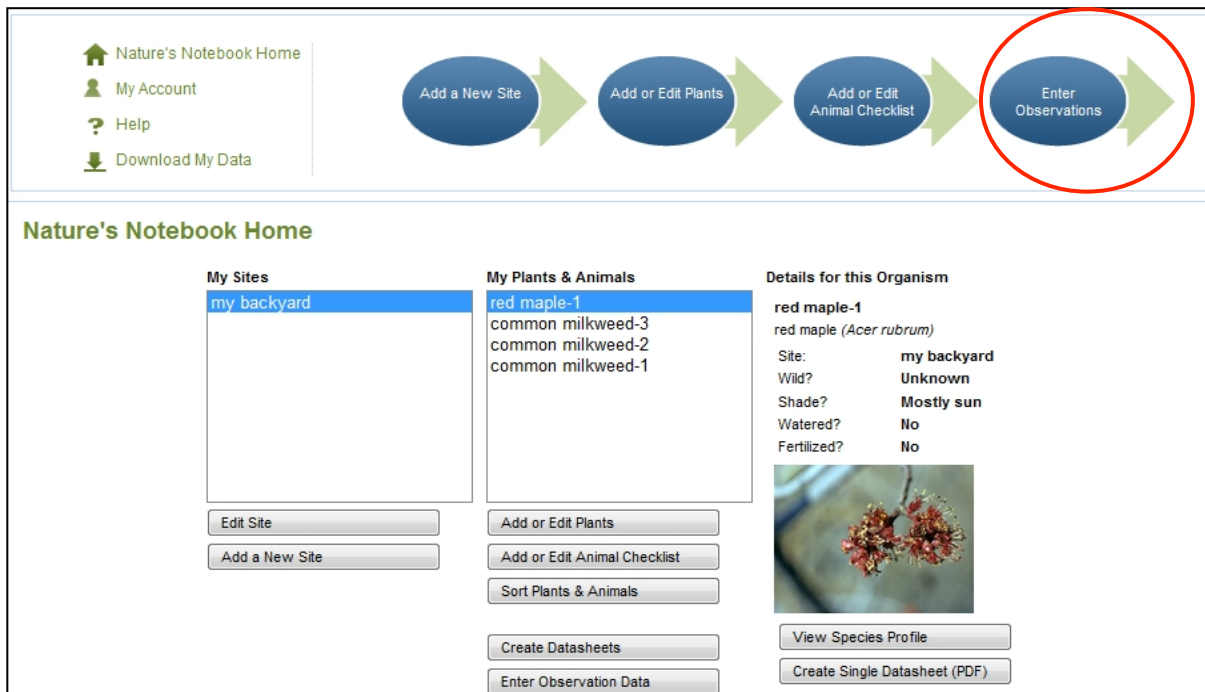 Nature's Notebook Home
My Account
Help
Download My Data
Add a New Site
Add or Edit Plants
Add or Edit
Animal Checklist
Enter
Observations
Nature's Notebook Home
My Sites
my backyard
Edit Site
Add a New Site
My Plants & Animals
red maple-1
common milkweed-3
common milkweed-2
common milkweed-1
Add or Edit Plants
Add or Edit Animal Checklist
Sort Plants & Animals
Create Datasheets
Enter Observation Data
Details for this Organism
red maple-1
red maple (Acer rubrum)
Site: my backyard
Wild? Unknown
Shade? Mostly sun
Watered? No
Fertilized? No
View Species Profile
Create Single Datasheet (PDF)